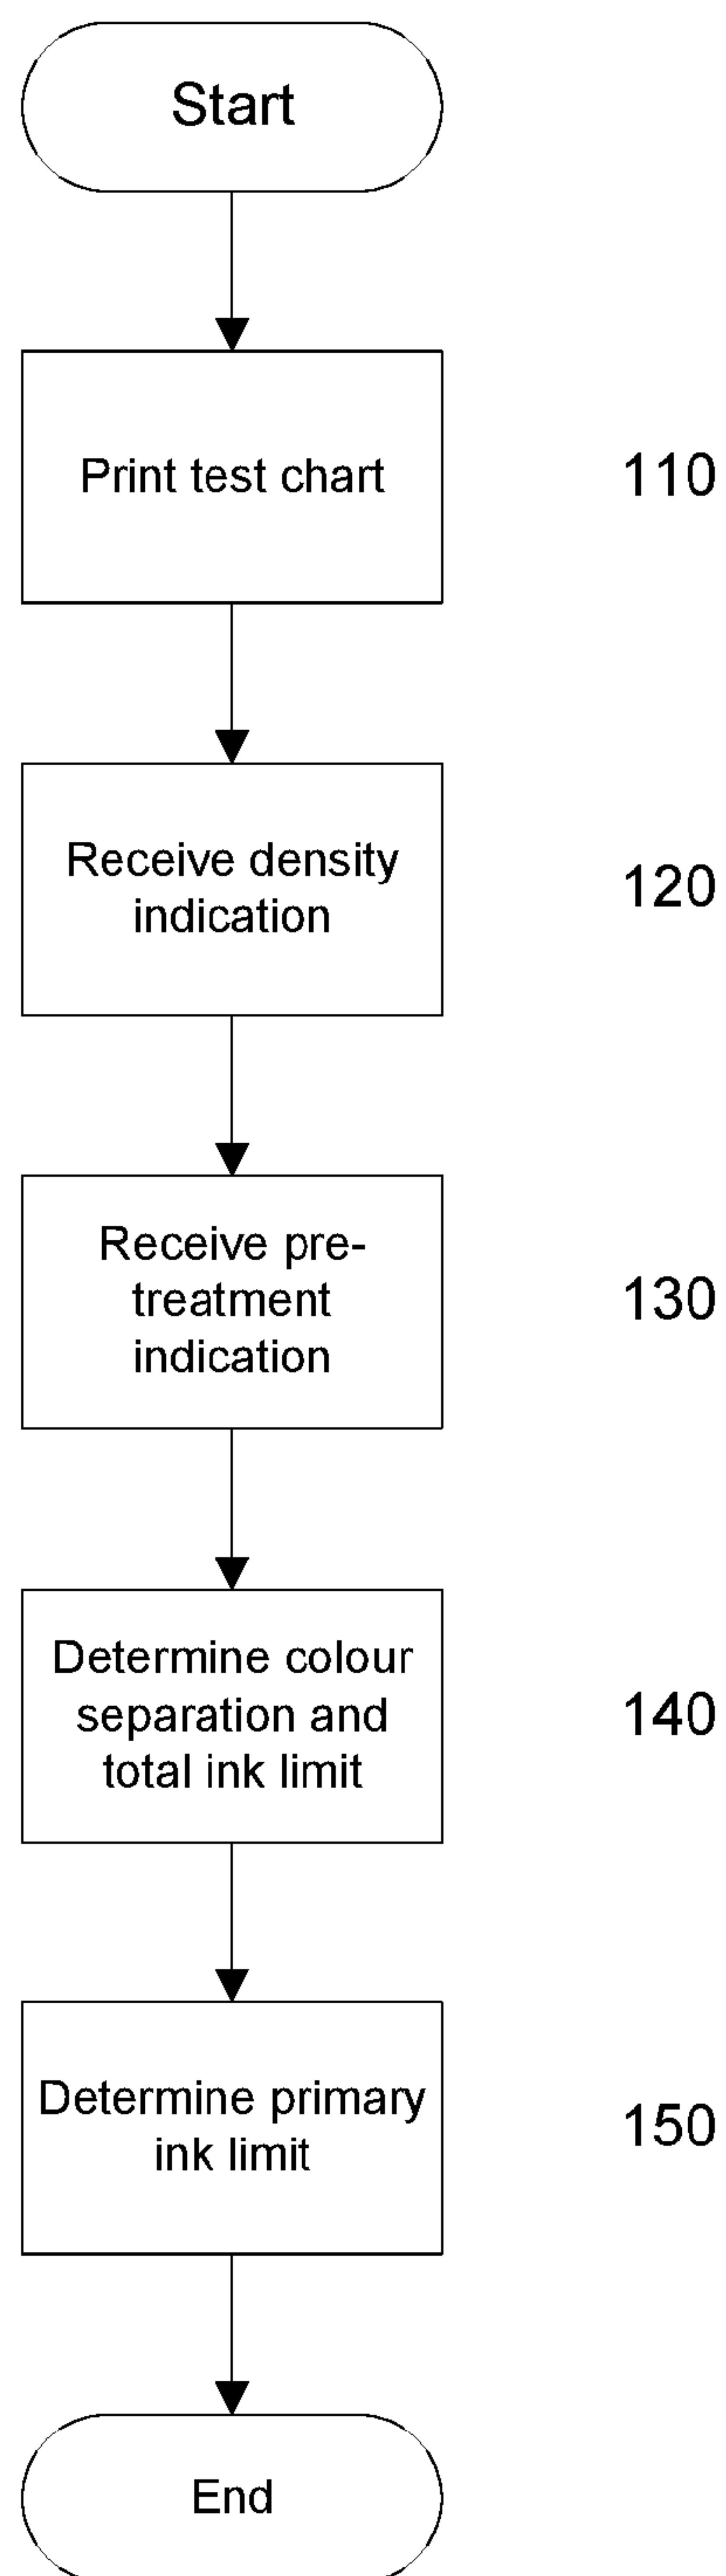 Start
Print test chart
110
Receive density
indication
120
Receive pre-
treatment
indication
130
Determine colour
separation and
total ink limit
140
Determine primary
ink limit
150
End